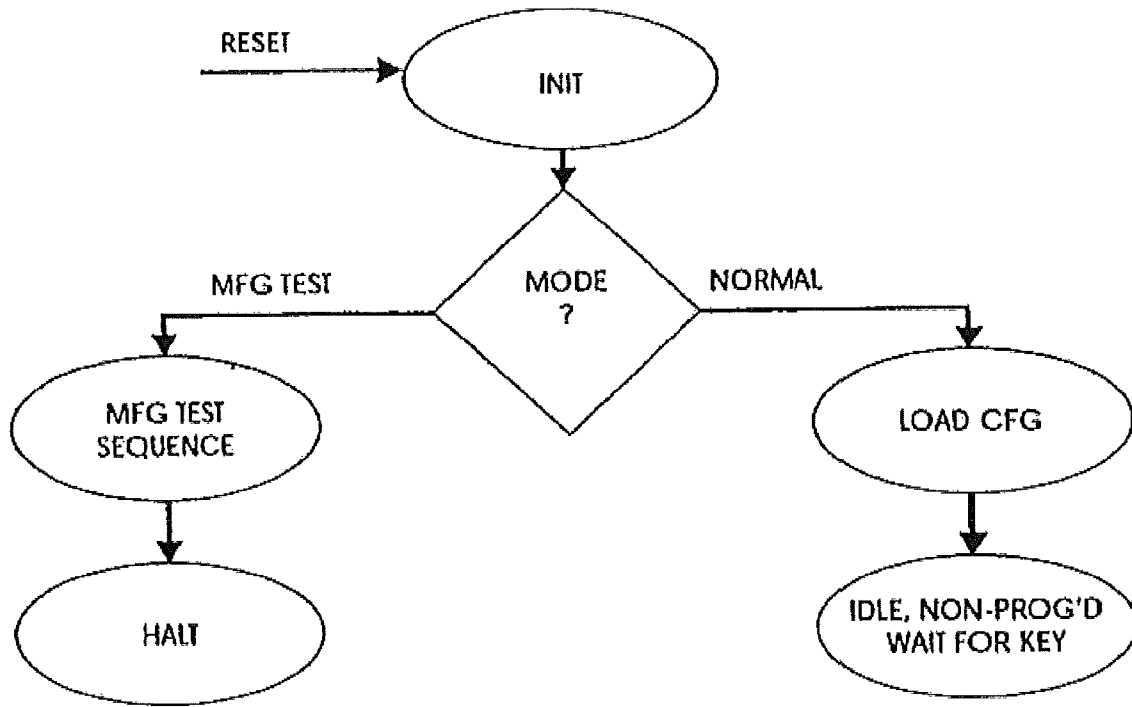 RESET
INIT
MODE
?
MFG TEST
NORMAL
MFG TEST
SEQUENCE
LOAD CFG
HALT
IDLE, NON-PROG'D
WAIT FOR KEY